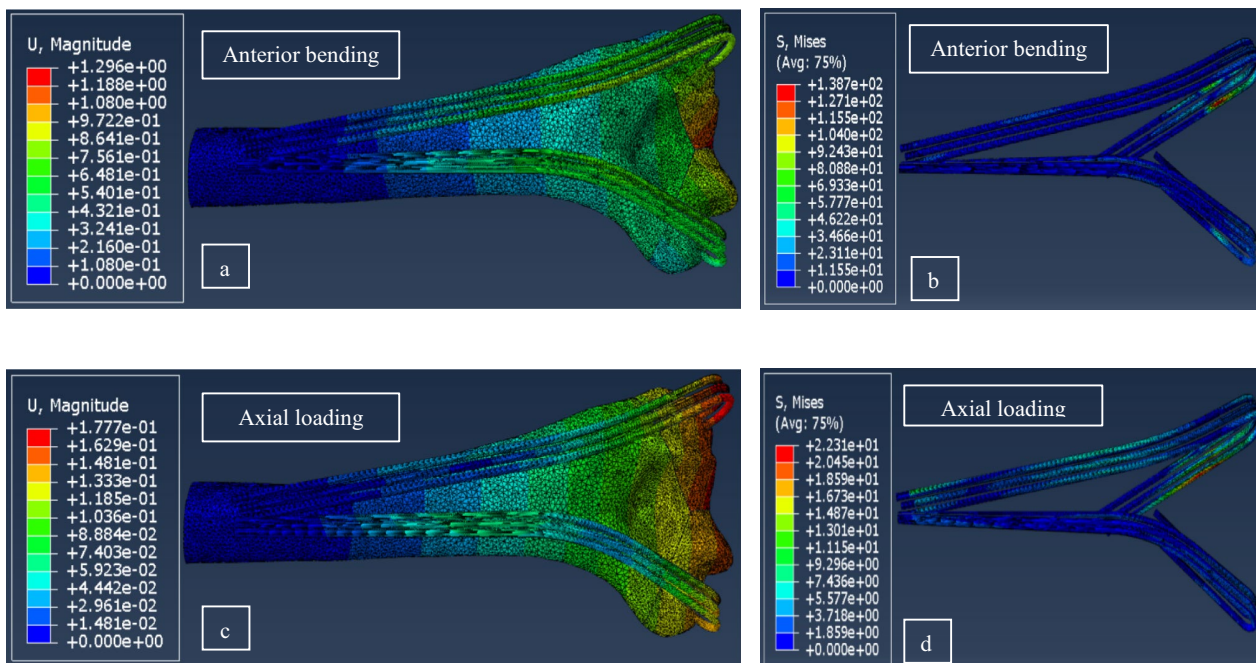 U, Magnitude
+1.296e+00
+1.188e+00
+1.080e+00
+9.722e-01
+8.641e-01
+7.561e-01
+6.481e-01
+5.401e-01
+4.321e-01
+3.241e-01
+2.160e-01
+1.080e-01
+0.000e+00
Anterior bending
a
S, Mises
(Avg: 75%)
+1.387e+02
+1.271e+02
+1.155e+02
+1.040e+02
+9.243e+01
+8.088e+01
+6.933e+01
+5.777e+01
+4.622e+01
+3.466e+01
+2.311e+01
+1.155e+01
+0.000e+00
Anterior bending
b
U, Magnitude
+1.777e-01
+1.629e-01
+1.481e-01
+1.333e-01
+1.185e-01
+1.036e-01
+8.884e-02
+7.403e-02
+5.923e-02
+4.442e-02
+2.961e-02
+1.481e-02
+0.000e+00
Axial loading
c
S, Mises
(Avg: 75%)
+2.231e+01
+2.045e+01
+1.859e+01
+1.673e+01
+1.487e+01
+1.301e+01
+1.115e+01
+9.296e+00
+7.436e+00
+5.577e+00
+3.718e+00
+1.859e+00
+0.000e+00
Axial loading
d